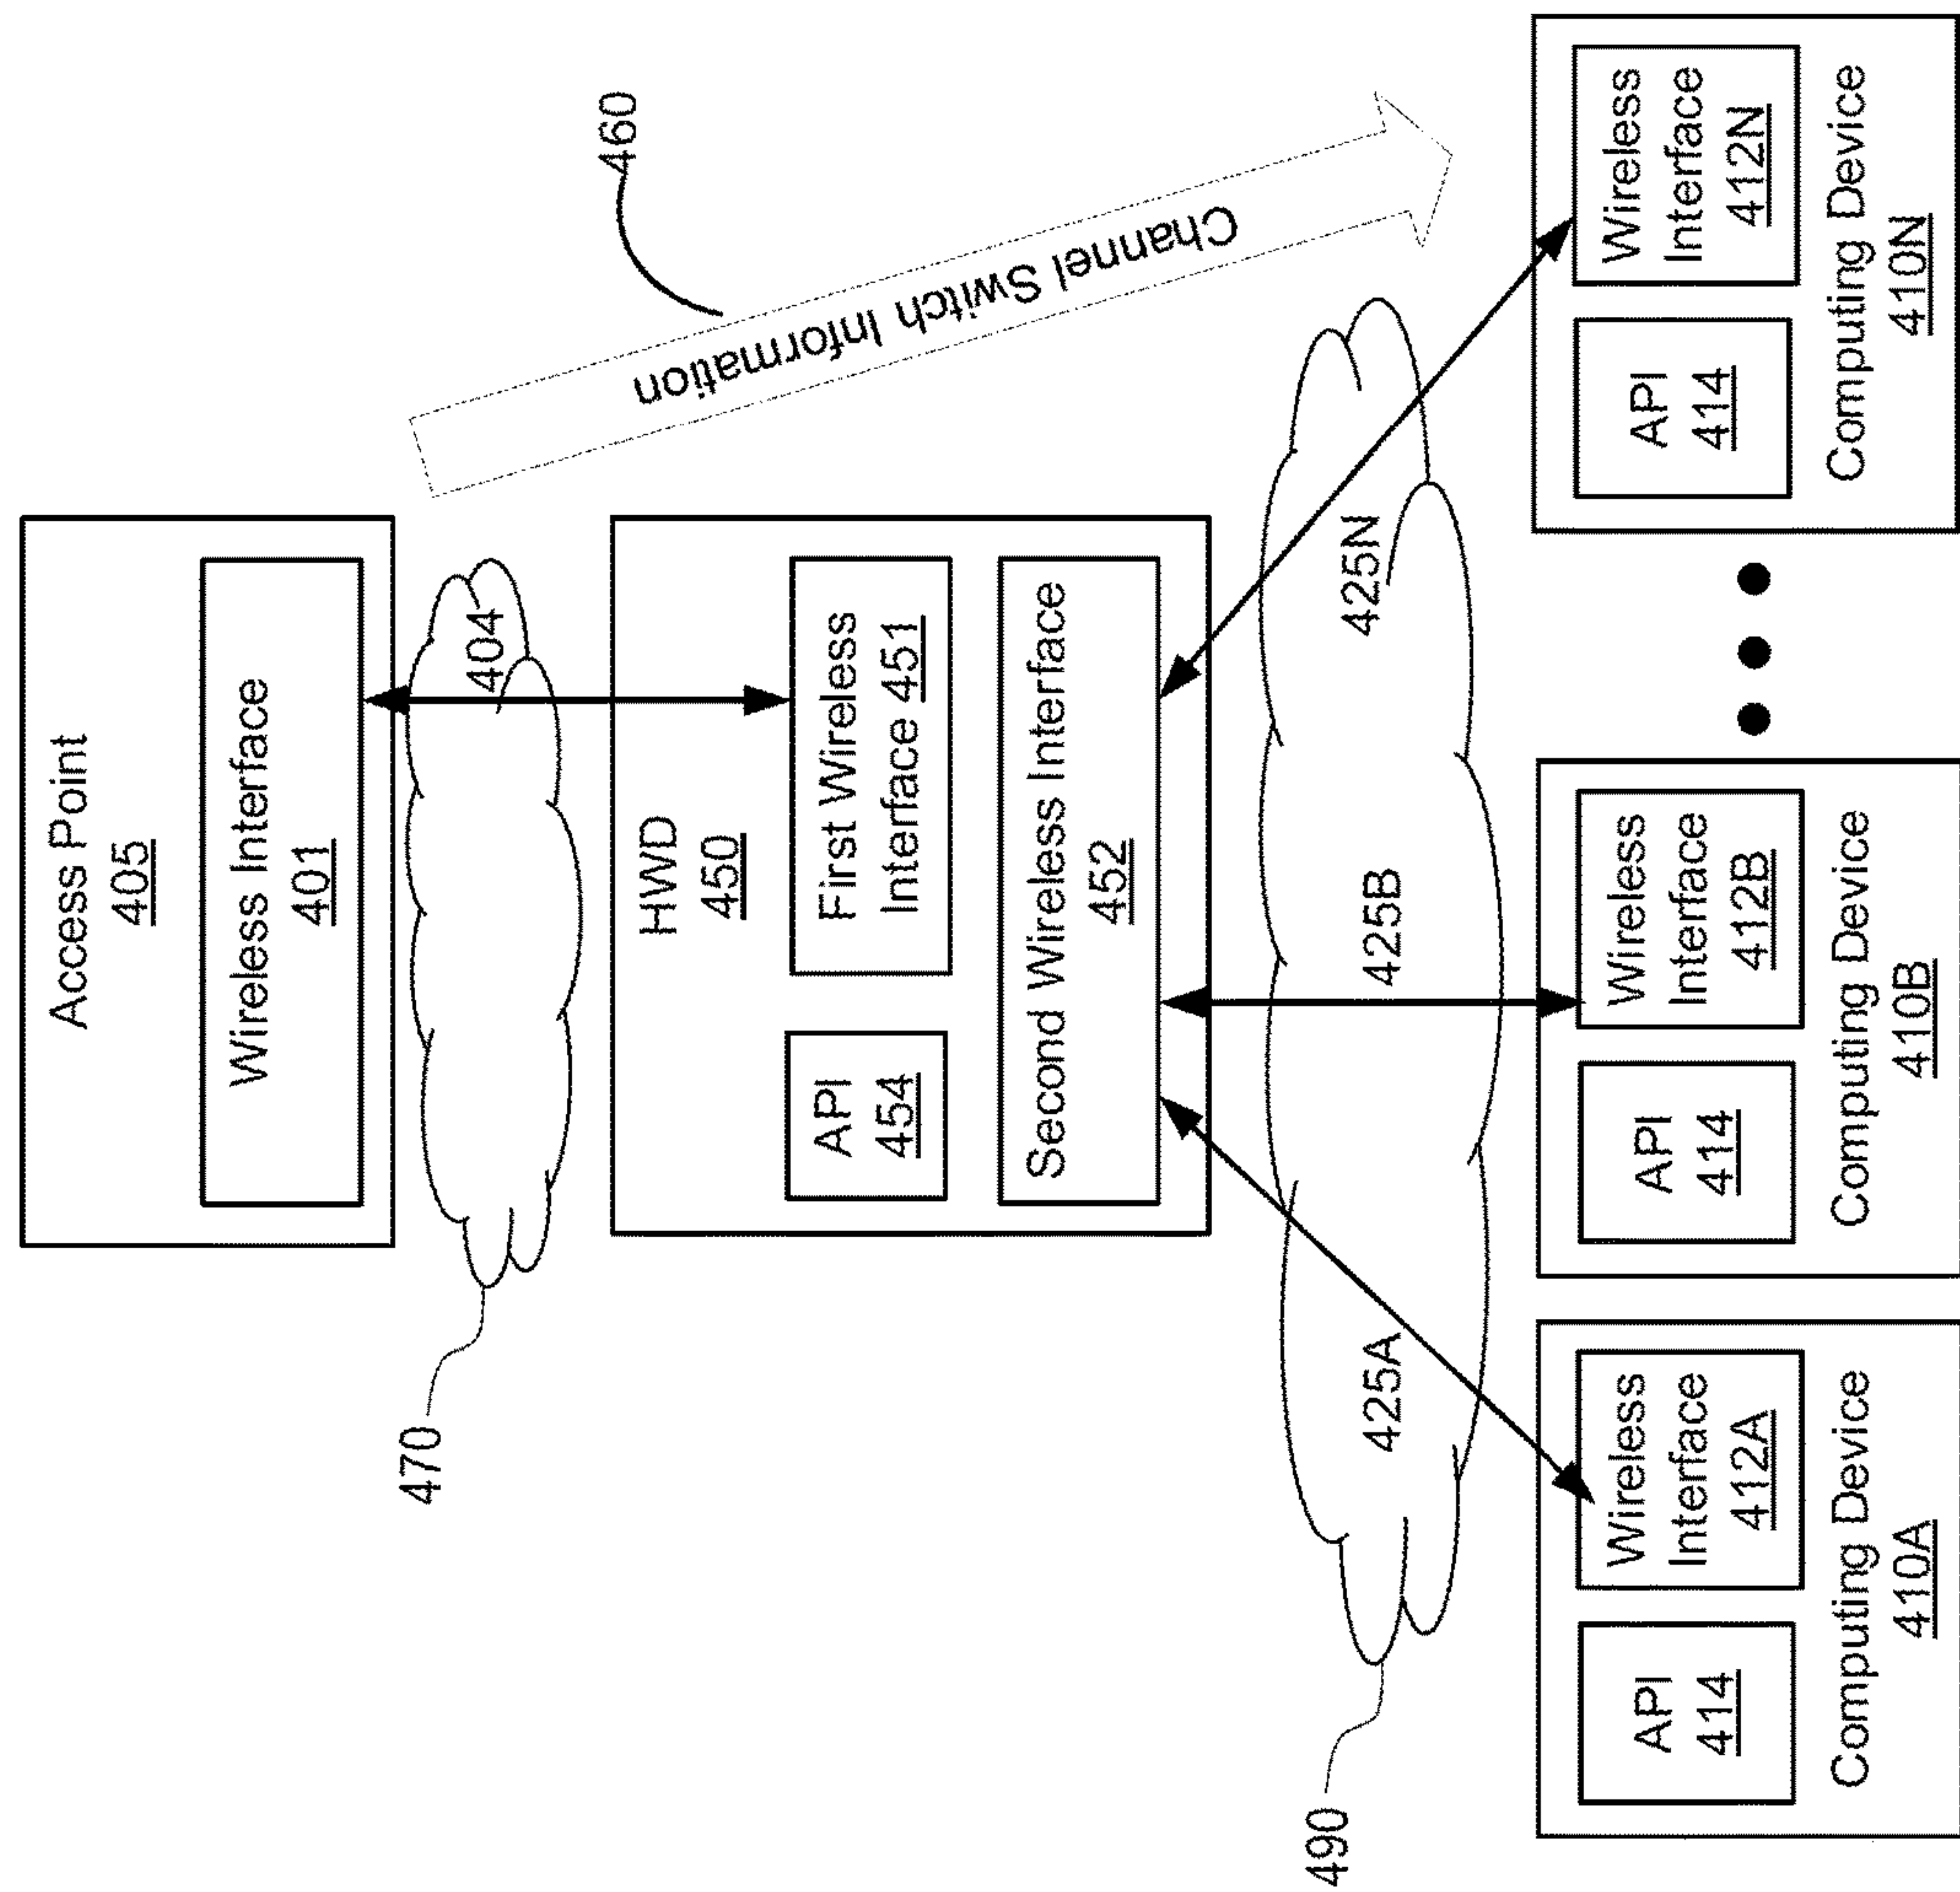 Access Point
405
Wireless Interface
401
470
404
460
Channel Switch Information
HWD
450
API
454
First Wireless
Interface 451
Second Wireless Interface
452
490
425A
425B
425N
API
414
Wireless
Interface
412A
Computing Device
410A
API
414
Wireless
Interface
412B
Computing Device
410B
API
414
Wireless
Interface
412N
Computing Device
410N